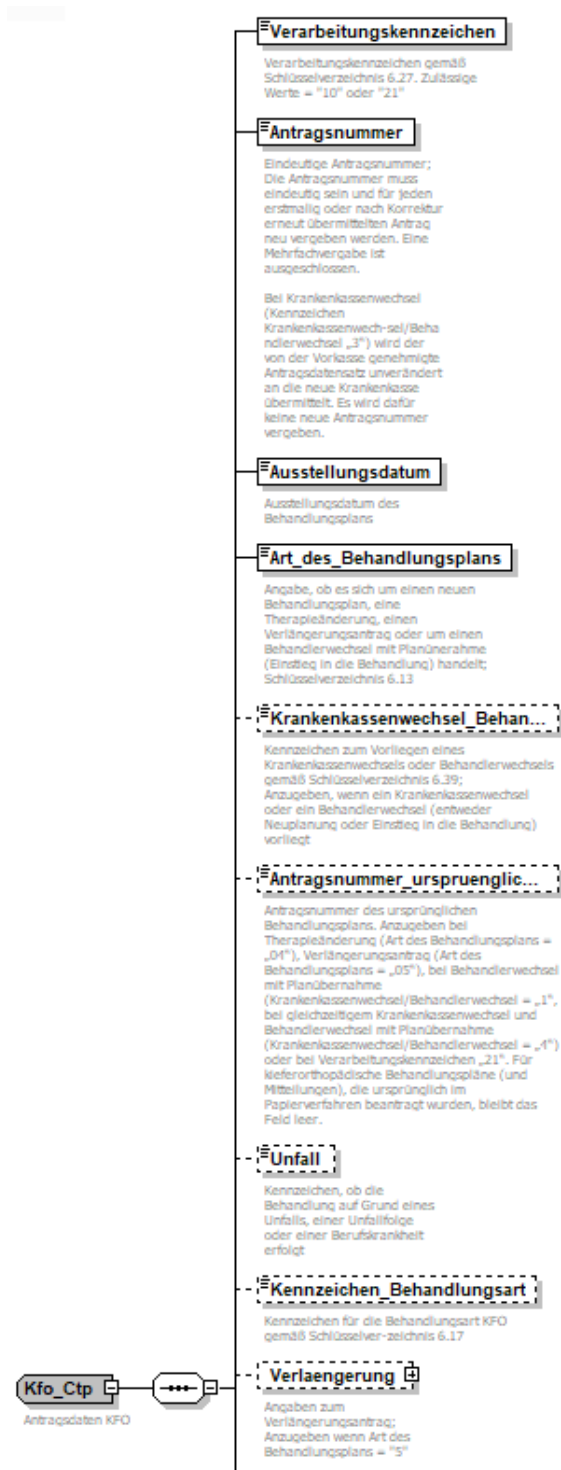 Verarbeitungskennzeichen
Verarbeitungskennzeichen gemäß
Schlüsselverzeichnis 6.27. Zulässige
Werte = "10" oder "21"
Antragsnummer
Eindeutige Antragsnummer;
Die Antragsnummer muss
eindeutig sein und für jeden
erstmalig oder nach Korrektur
erneut übermittelten Antrag
neu vergeben werden. Eine
Mehrfachvergabe ist
ausgeschlossen.
Bei Krankenkassenwechsel
(Kennzeichen
Krankenkassenwech-sel/Beha
ndlerwechsel „3“) wird der
von der Vorkasse genehmigte
Antragsdatensatz unverändert
an die neue Krankenkasse
übermittelt. Es wird dafür
keine neue Antragsnummer
vergeben.
Ausstellungsdatum
Ausstellungsdatum des
Behandlungsplans
Art_des_Behandlungsplans
Angabe, ob es sich um einen neuen
Behandlungsplan, eine
Therapieänderung, einen
Verlängerungsantrag oder um einen
Behandlerwechsel mit Planünerahme
(Einstieg in die Behandlung) handelt;
Schlüsselverzeichnis 6.13
Krankenkassenwechsel_Behan...
Kennzeichen zum Vorliegen eines
Krankenkassenwechsels oder Behandlerwechsels
gemäß Schlüsselverzeichnis 6.39;
Anzugeben, wenn ein Krankenkassenwechsel
oder ein Behandlerwechsel (entweder
Neuplanung oder Einstieg in die Behandlung)
vorliegt
Antragsnummer_urspruenglic...
Antragsnummer des ursprünglichen
Behandlungsplans. Anzugeben bei
Therapieänderung (Art des Behandlungsplans =
„04“), Verlängerungsantrag (Art des
Behandlungsplans = „05“), bei Behandlerwechsel
mit Planübernahme
(Krankenkassenwechsel/Behandlerwechsel = „1“,
bei gleichzeitigem Krankenkassenwechsel und
Behandlerwechsel mit Planübernahme
(Krankenkassenwechsel/Behandlerwechsel = „4“)
oder bei Verarbeitungskennzeichen „21“. Für
kieferorthopädische Behandlungspläne (und
Mitteilungen), die ursprünglich im
Papierverfahren beantragt wurden, bleibt das
Feld leer.
Unfall
Kennzeichen, ob die
Behandlung auf Grund eines
Unfalls, einer Unfallfolge
oder einer Berufskrankheit
erfolgt
Kennzeichen_Behandlungsart
Kennzeichen für die Behandlungsart KFO
gemäß Schlüsselver-zeichnis 6.17
Kfo_Ctp
Antragsdaten KFO
Verlaengerung
Angaben zum
Verlängerungsantrag;
Anzugeben wenn Art des
Behandlungsplans = "5"